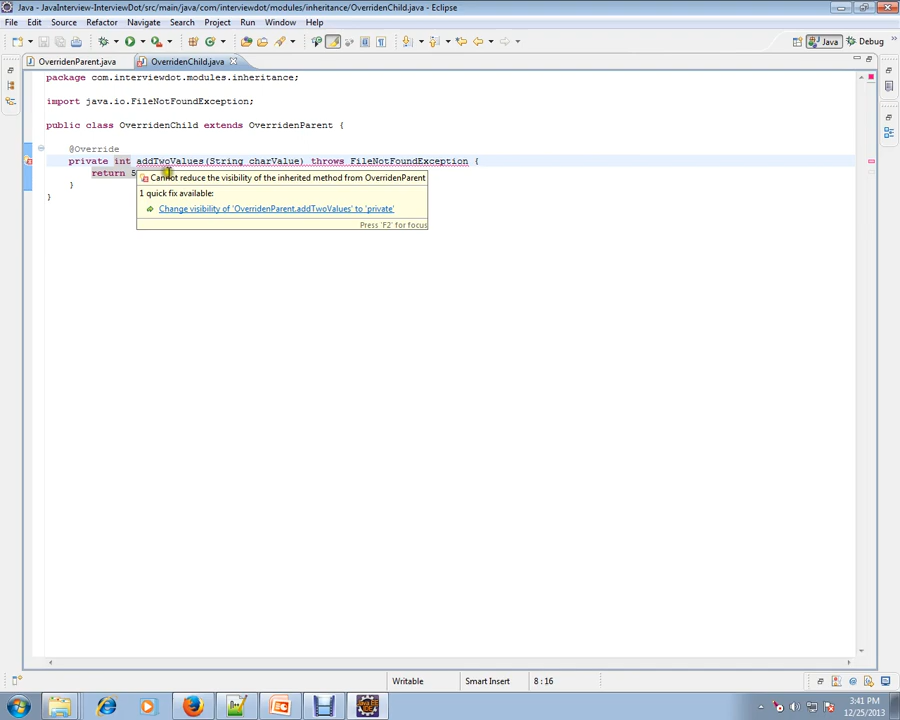 Java - JavaInterview-InterviewDot/src/main/java/com/interviewdot/modules/inheritance/OverridenChild.java - Eclipse
File Edit Source Refactor Navigate Search Project Run Window Help
Java Debug
OverridenParent.java OverridenChild.java
package com.interviewdot.modules.inheritance;
import java.io.FileNotFoundException;
public class OverridenChild extends OverridenParent {
@Override
private int addTwoValues(String charValue) throws FileNotFoundException {
return 5
Cannot reduce the visibility of the inherited method from OverridenParent
}
1 quick fix available:
}
Change visibility of 'OverridenParent.addTwoValues' to 'private'
Press 'F2' for focus
Writable Smart Insert 8 : 16
3:41 PM
12/25/2013